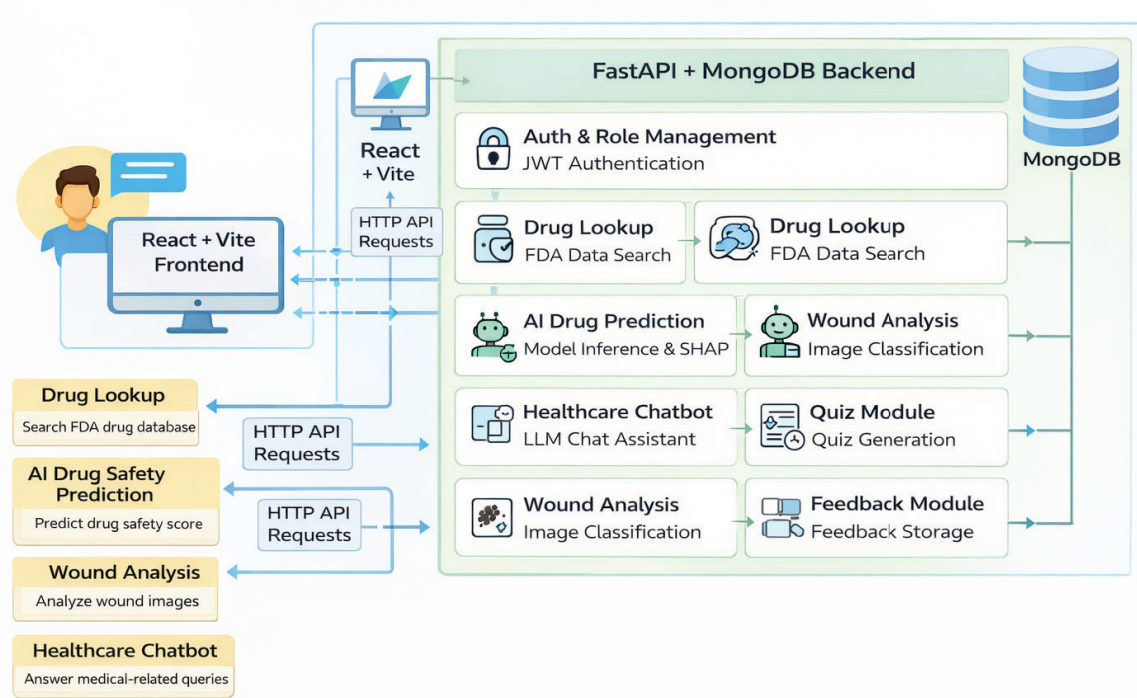 FastAPI + MongoDB Backend
React
+ Vite
MongoDB
Auth & Role Management
JWT Authentication
HTTP API
Requests
React + Vite
Frontend
Drug Lookup
FDA Data Search
Drug Lookup
FDA Data Search
AI Drug Prediction
Model Inference & SHAP
Wound Analysis
Image Classification
Healthcare Chatbot
LLM Chat Assistant
Quiz Module
Quiz Generation
Wound Analysis
Image Classification
Feedback Module
Feedback Storage
Drug Lookup
Search FDA drug database
HTTP API
Requests
AI Drug Safety
Prediction
Predict drug safety score
HTTP API
Requests
Wound Analysis
Analyze wound images
Healthcare Chatbot
Answer medical-related queries